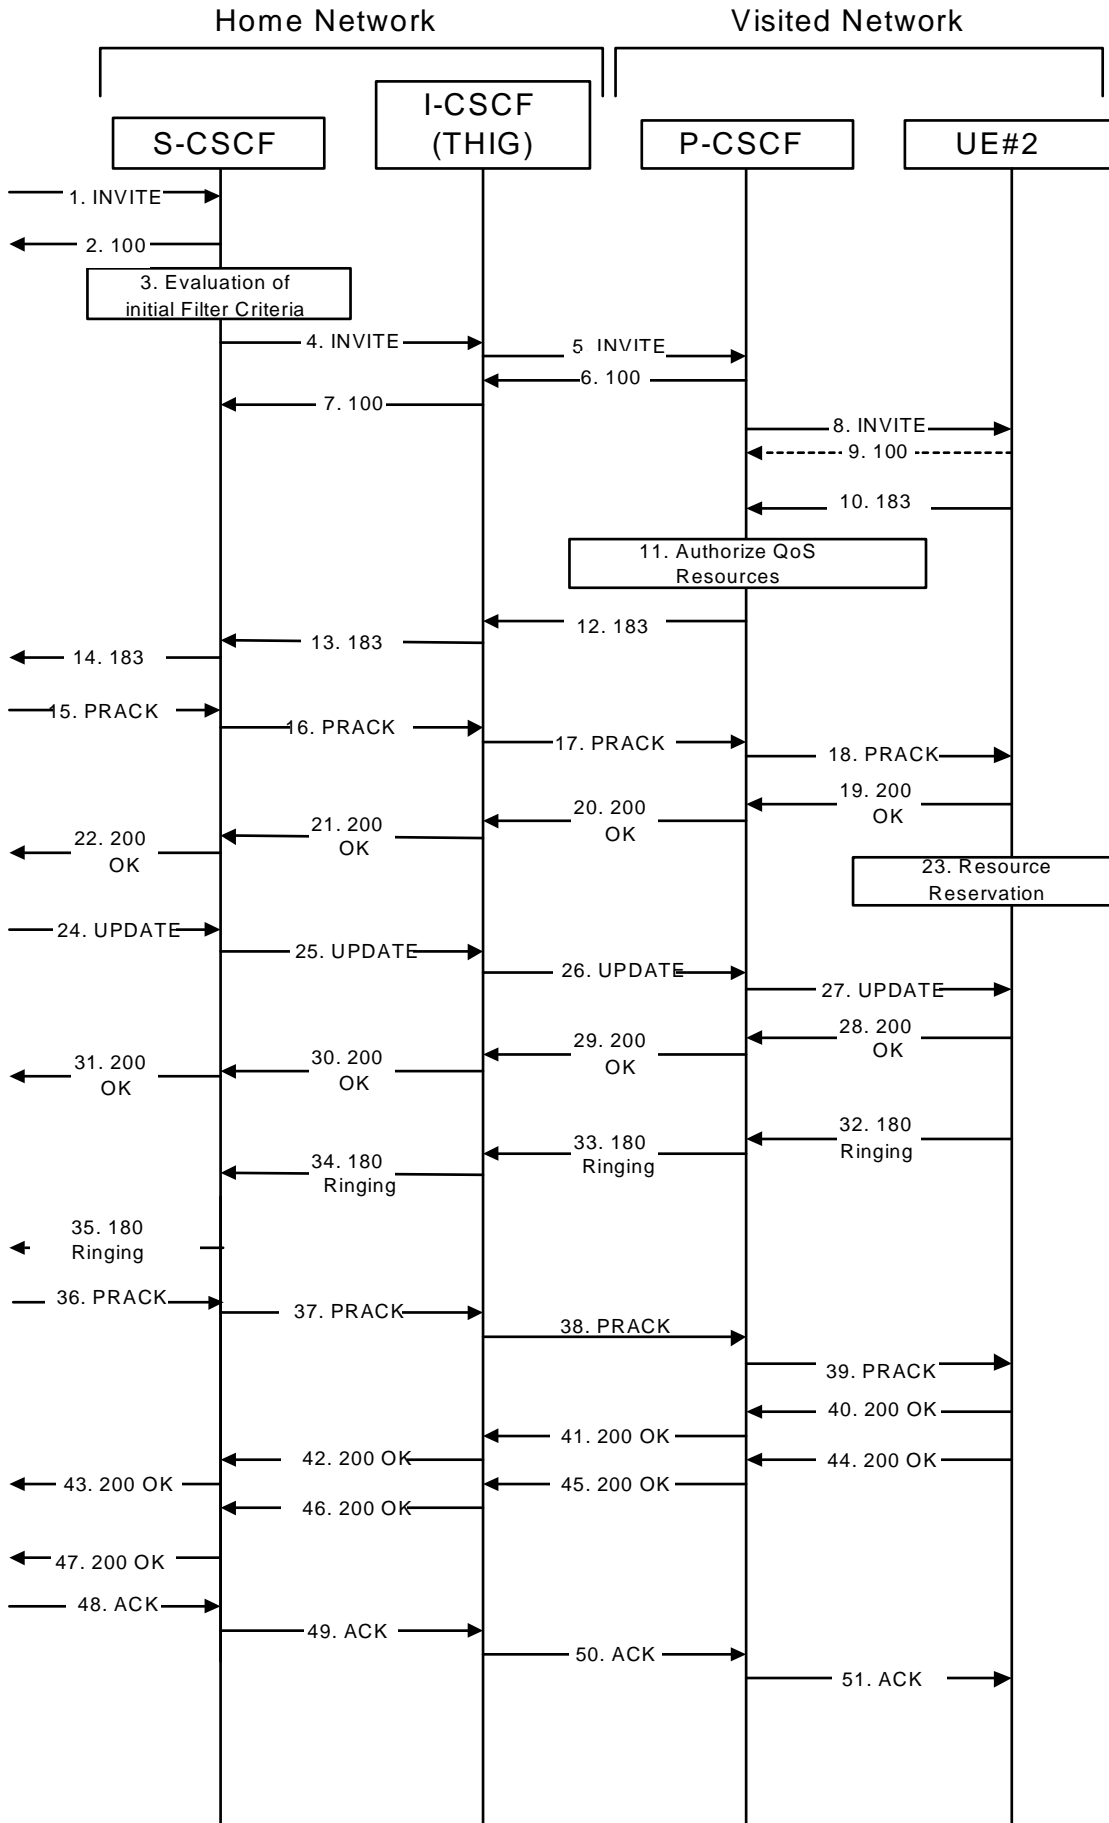 Home Network
Visited Network
S-CSCF
I-CSCF
(THIG)
P-CSCF
UE#2
1. INVITE
2. 100
3. Evaluation of
initial Filter Criteria
4. INVITE
5. INVITE
6. 100
7. 100
8. INVITE
9. 100
10. 183
11. Authorize QoS
Resources
12. 183
13. 183
14. 183
15. PRACK
16. PRACK
17. PRACK
18. PRACK
19. 200
OK
20. 200
OK
21. 200
OK
22. 200
OK
23. Resource
Reservation
24. UPDATE
25. UPDATE
26. UPDATE
27. UPDATE
28. 200
OK
29. 200
OK
30. 200
OK
31. 200
OK
32. 180
Ringing
33. 180
Ringing
34. 180
Ringing
35. 180
Ringing
36. PRACK
37. PRACK
38. PRACK
39. PRACK
40. 200 OK
41. 200 OK
42. 200 OK
43. 200 OK
44. 200 OK
45. 200 OK
46. 200 OK
47. 200 OK
48. ACK
49. ACK
50. ACK
51. ACK